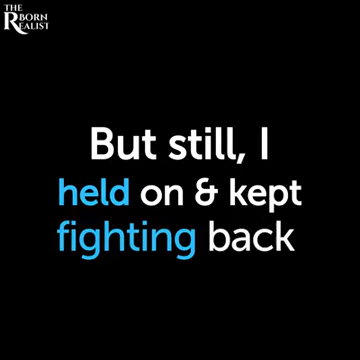 THE
BORN
REALIST
But still, I
held on & kept
fighting back